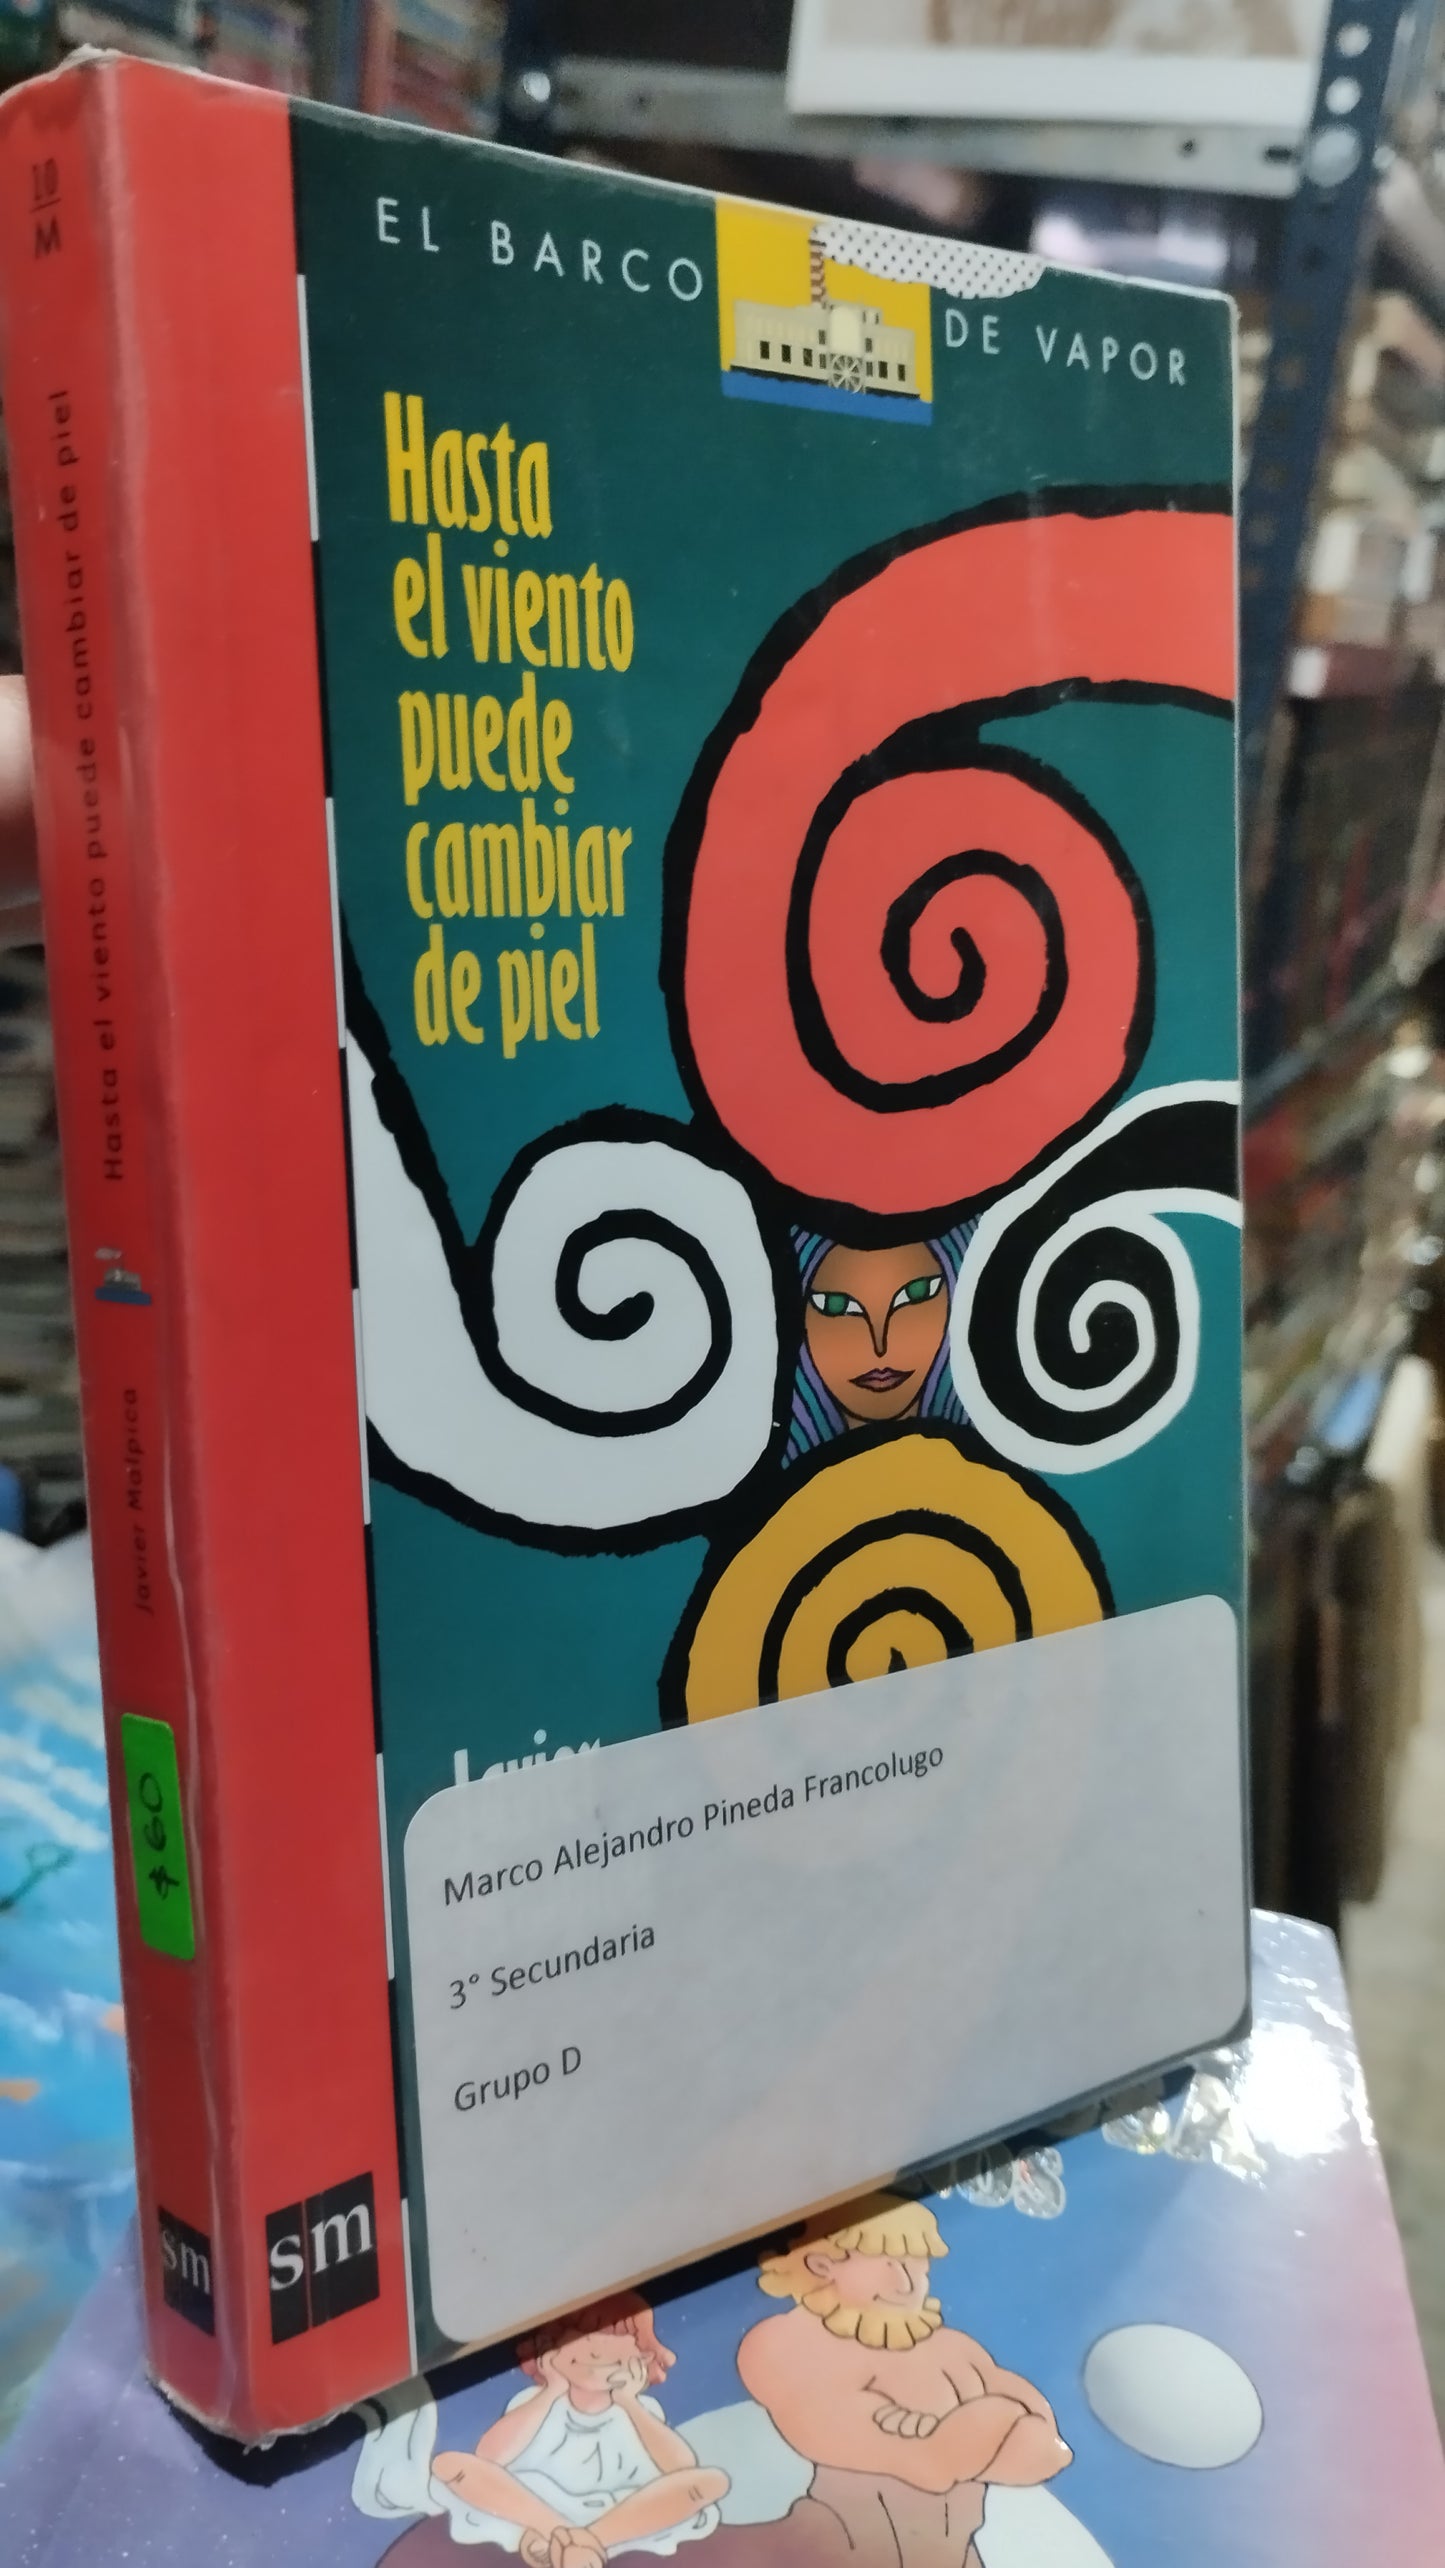 EL BARCO DE VAPOR
Hasta
el viento
puede
cambiar
de piel
Javier
Marco Alejandro Pineda Francolugo
3° Secundaria
Grupo D
sm
Hasta el viento puede cambiar de piel
Javier Malpica
$60
sm